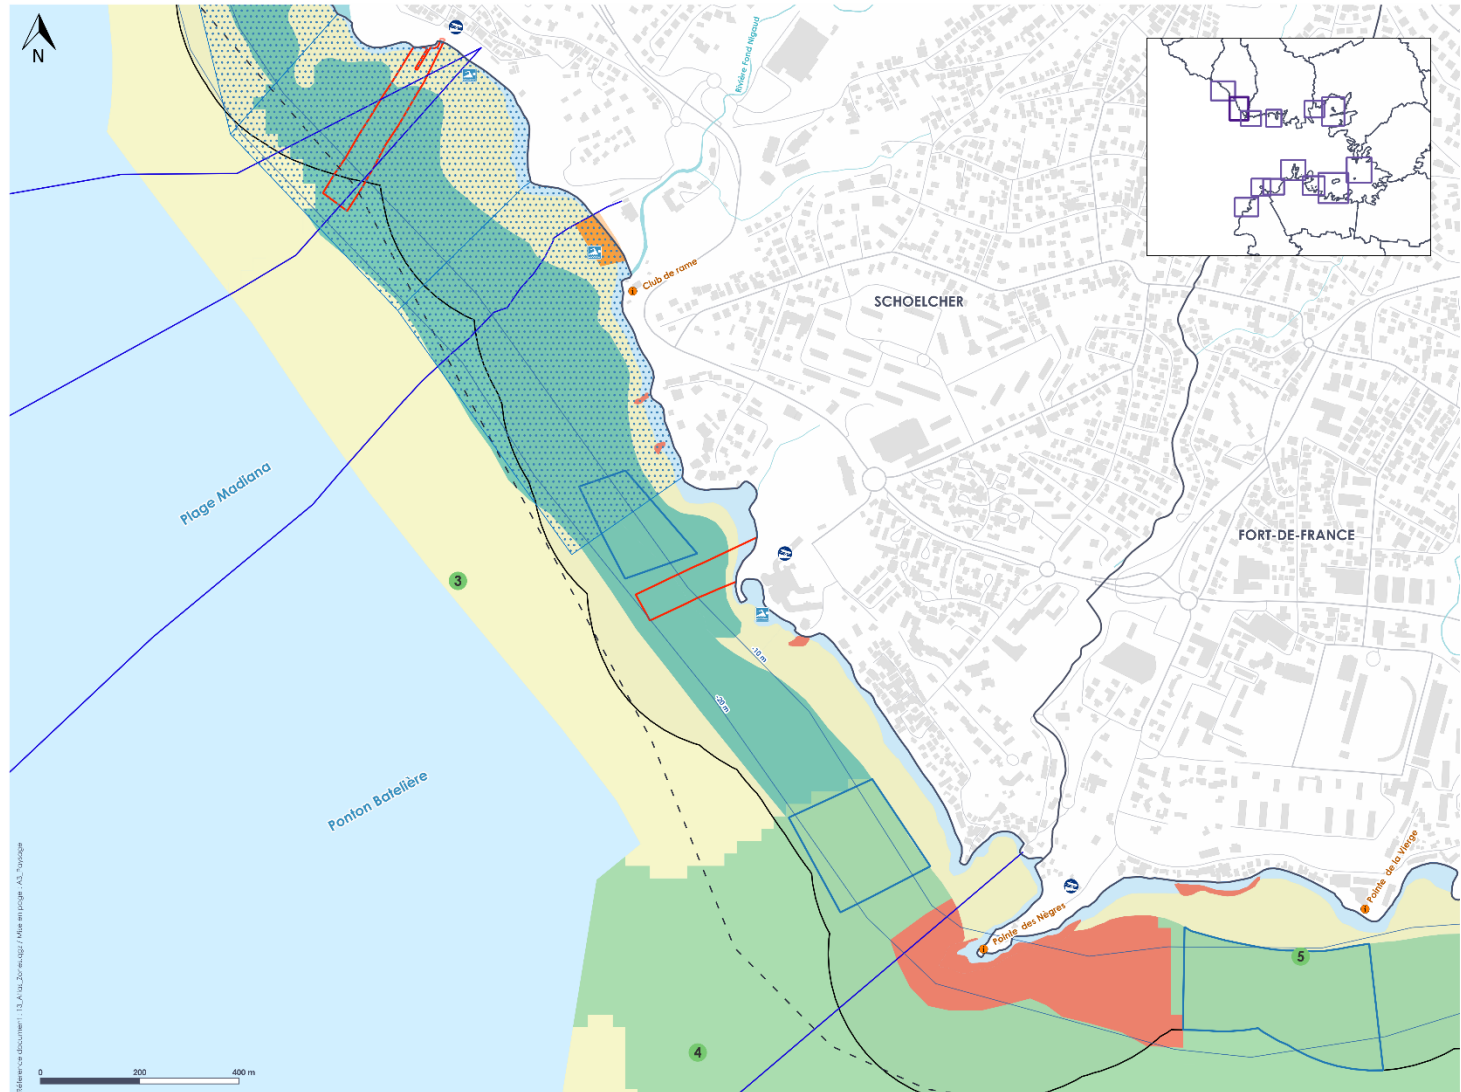 N
Rivière Fond Nigaud
Club de rame
SCHOELCHER
Plage Madiana
FORT-DE-FRANCE
3
-10 m
-20 m
Ponton Batelière
Pointe de la Vierge
Pointe des Nègres
5
4
0 200 400 m